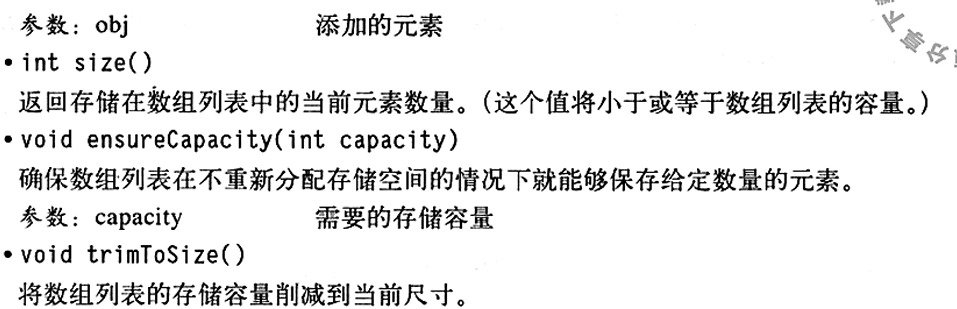 参数：obj 添加的元素
• int size()
返回存储在数组列表中的当前元素数量。（这个值将小于或等于数组列表的容量。）
• void ensureCapacity(int capacity)
确保数组列表在不重新分配存储空间的情况下就能够保存给定数量的元素。
参数：capacity 需要的存储容量
• void trimToSize()
将数组列表的存储容量削减到当前尺寸。
享下
分